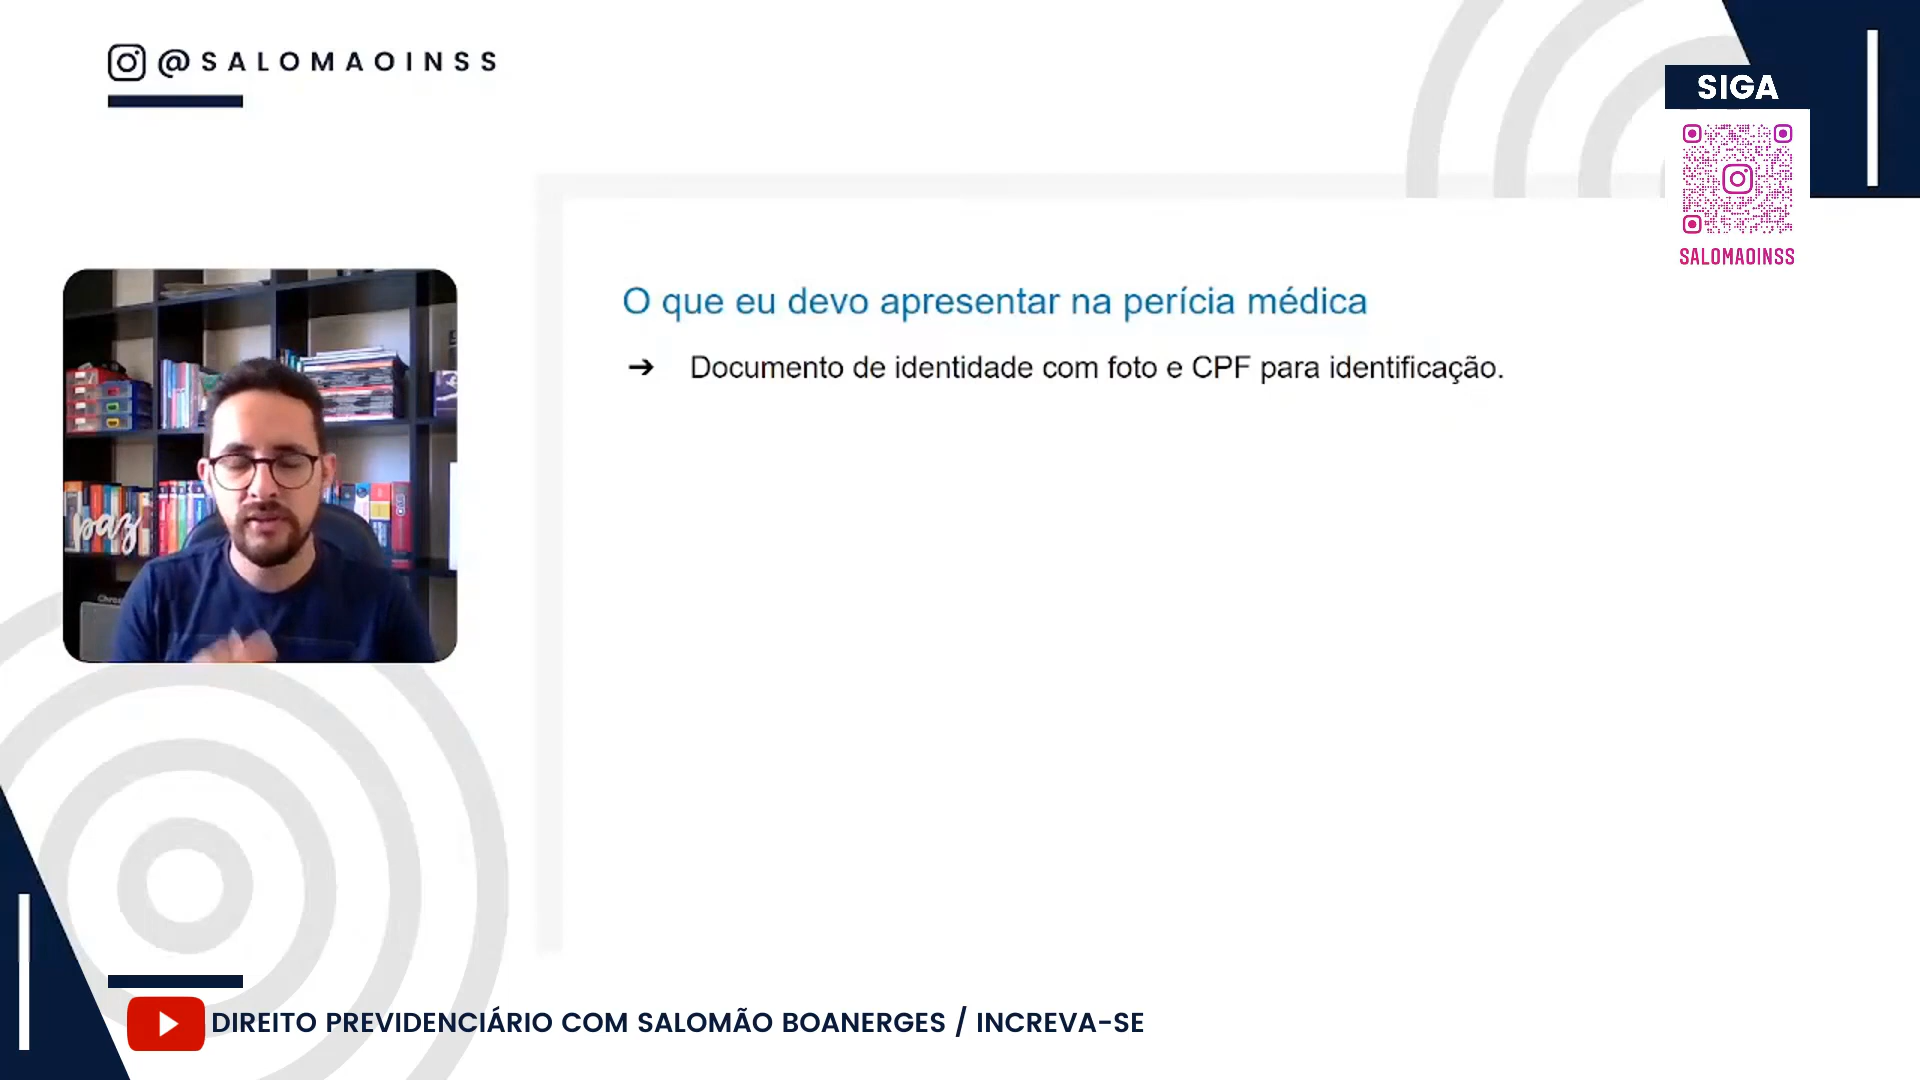 @SALOMAOINSS
SIGA
SALOMAOINSS
O que eu devo apresentar na perícia médica
➔ Documento de identidade com foto e CPF para identificação.
paz
DIREITO PREVIDENCIÁRIO COM SALOMÃO BOANERGES / INCREVA-SE